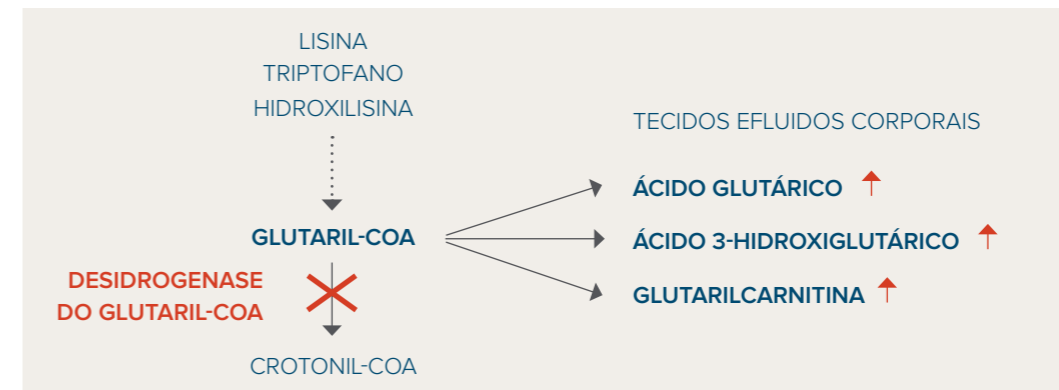 LISINA
TRIPTOFANO
HIDROXILISINA
TECIDOS EFLUIDOS CORPORAIS
ÁCIDO GLUTÁRICO
GLUTARIL-COA
ÁCIDO 3-HIDROXIGLUTÁRICO
DESIDROGENASE
DO GLUTARIL-COA
GLUTARILCARNITINA
CROTONIL-COA